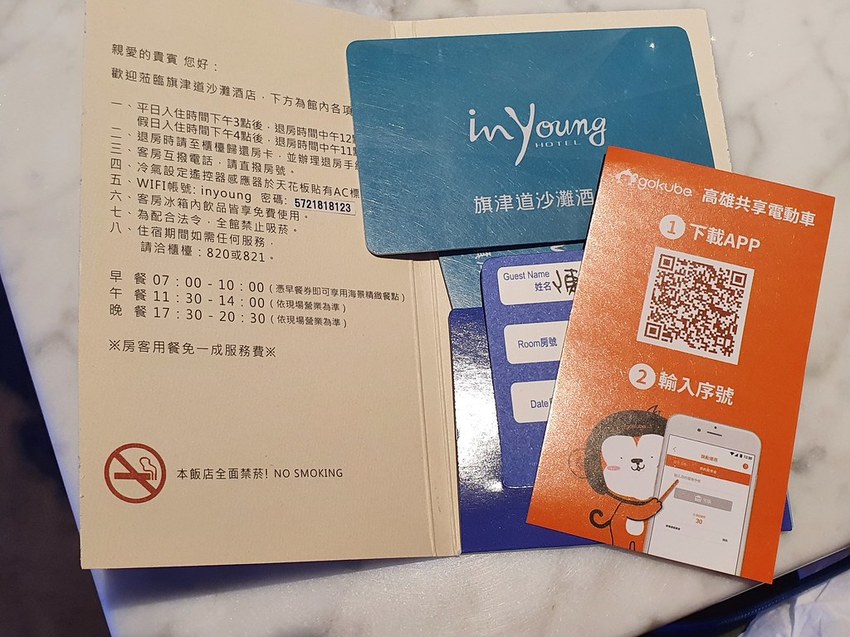 親愛的貴賓 您好：
歡迎蒞臨旗津道沙灘酒店，下方為館內各項
一、平日入住時間下午3點後，退房時間中午12
假日入住時間下午4點後，退房時間中午11
二、退房時請至櫃檯歸還房卡，並辦理退房手
三、客房互撥電話，請直撥房號。
四、冷氣設定遙控器感應器於天花板貼有AC標
五、WIFI帳號: inyoung 密碼: 5721818123
六、客房冰箱內飲品皆享免費使用。
七、為配合法令，全館禁止吸菸。
八、住宿期間如需任何服務，
請洽櫃檯：820或821。
早 餐 07：00 - 10：00（憑早餐券即可享用海景精緻餐點）
午 餐 11：30 - 14：00（依現場營業為準）
晚 餐 17：30 - 20：30（依現場營業為準）
※房客用餐免一成服務費※
本飯店全面禁菸! NO SMOKING
inYoung
HOTEL
旗津道沙灘酒
Guest Name
姓名
Room房號
Date
gokube 高雄共享電動車
1 下載APP
2 輸入序號